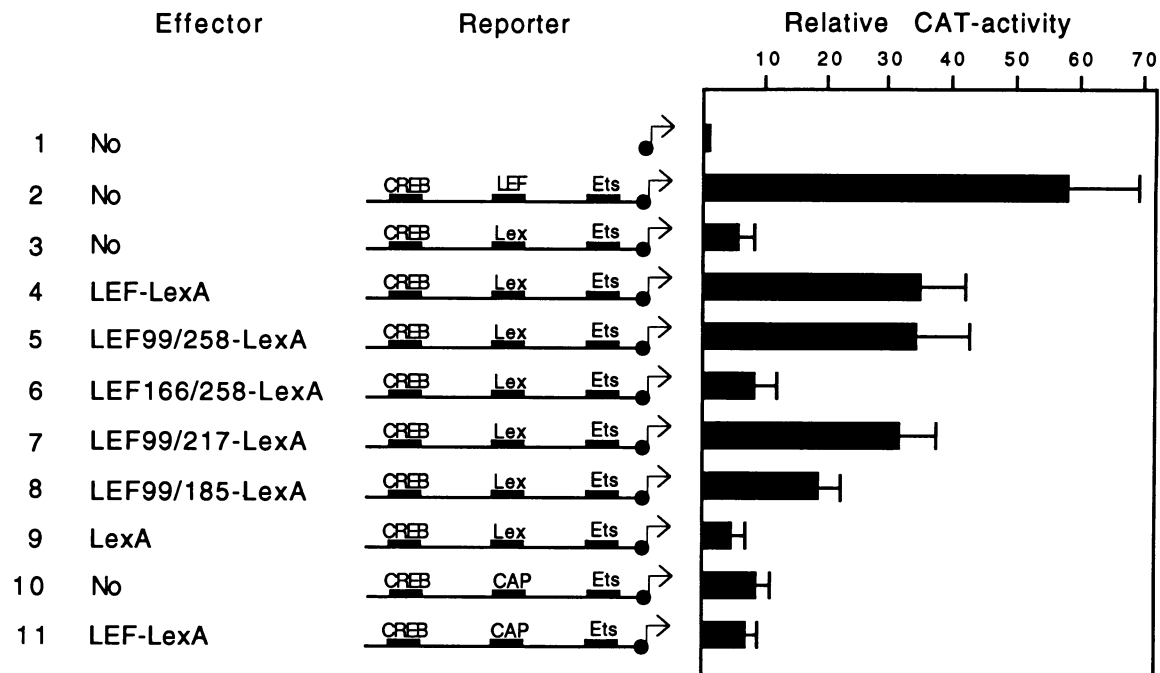 Effector Reporter Relative CAT-activity
10 20 30 40 50 60 70
1 No
CREB LEF Ets
2 No
CREB Lex Ets
3 No
CREB Lex Ets
4 LEF-LexA
CREB Lex Ets
5 LEF99/258-LexA
CREB Lex Ets
6 LEF166/258-LexA
CREB Lex Ets
7 LEF99/217-LexA
CREB Lex Ets
8 LEF99/185-LexA
CREB Lex Ets
9 LexA
CREB CAP Ets
10 No
CREB CAP Ets
11 LEF-LexA